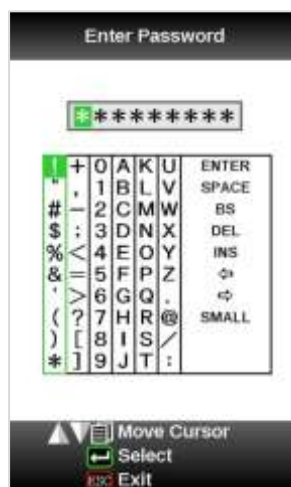 Enter Password
*********
! + 0 A K U ENTER
" , 1 B L V SPACE
# - 2 C M W BS
$ ; 3 D N X DEL
% < 4 E O Y INS
& = 5 F P Z ⇦
' > 6 G Q . ⇨
( ? 7 H R @ SMALL
) [ 8 I S /
* ] 9 J T :
Move Cursor
Select
ESC Exit